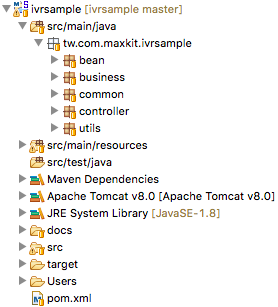 ivrsample [ivrsample master]
src/main/java
tw.com.maxkit.ivrsample
bean
business
common
controller
utils
src/main/resources
src/test/java
Maven Dependencies
Apache Tomcat v8.0 [Apache Tomcat v8.0]
JRE System Library [JavaSE-1.8]
docs
src
target
Users
pom.xml